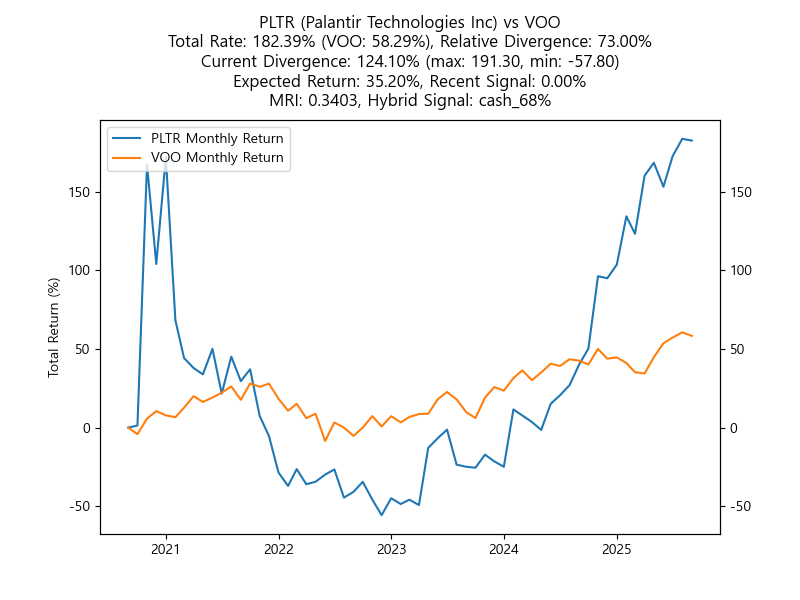 PLTR (Palantir Technologies Inc) vs VOO
Total Rate: 182.39% (VOO: 58.29%), Relative Divergence: 73.00%
Current Divergence: 124.10% (max: 191.30, min: -57.80)
Expected Return: 35.20%, Recent Signal: 0.00%
MRI: 0.3403, Hybrid Signal: cash_68%
PLTR Monthly Return
VOO Monthly Return
Total Return (%)
150
100
50
0
-50
150
100
50
0
-50
2021 2022 2023 2024 2025